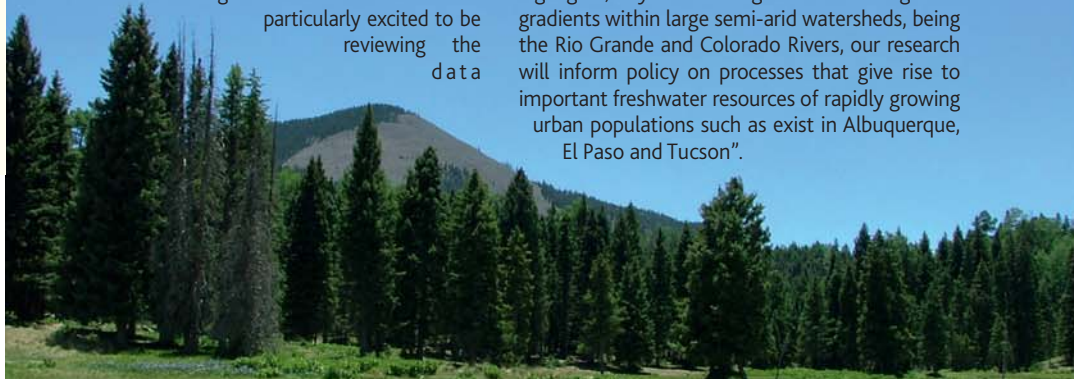 particularly excited to be
reviewing the
data
gradients within large semi-arid watersheds, being
the Rio Grande and Colorado Rivers, our research
will inform policy on processes that give rise to
important freshwater resources of rapidly growing
urban populations such as exist in Albuquerque,
El Paso and Tucson”.